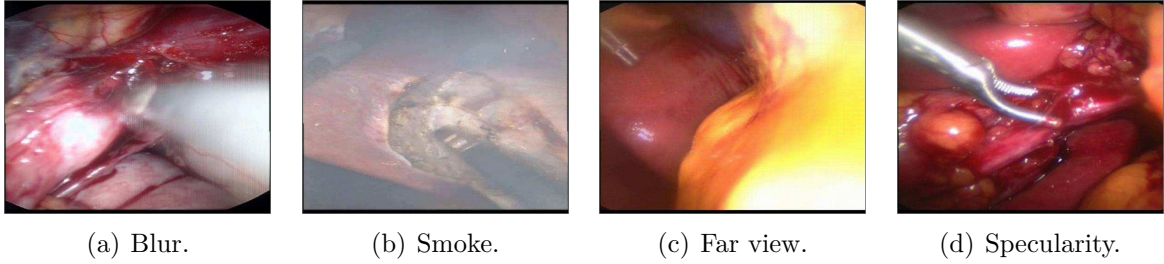 (a) Blur.
(b) Smoke.
(c) Far view.
(d) Specularity.